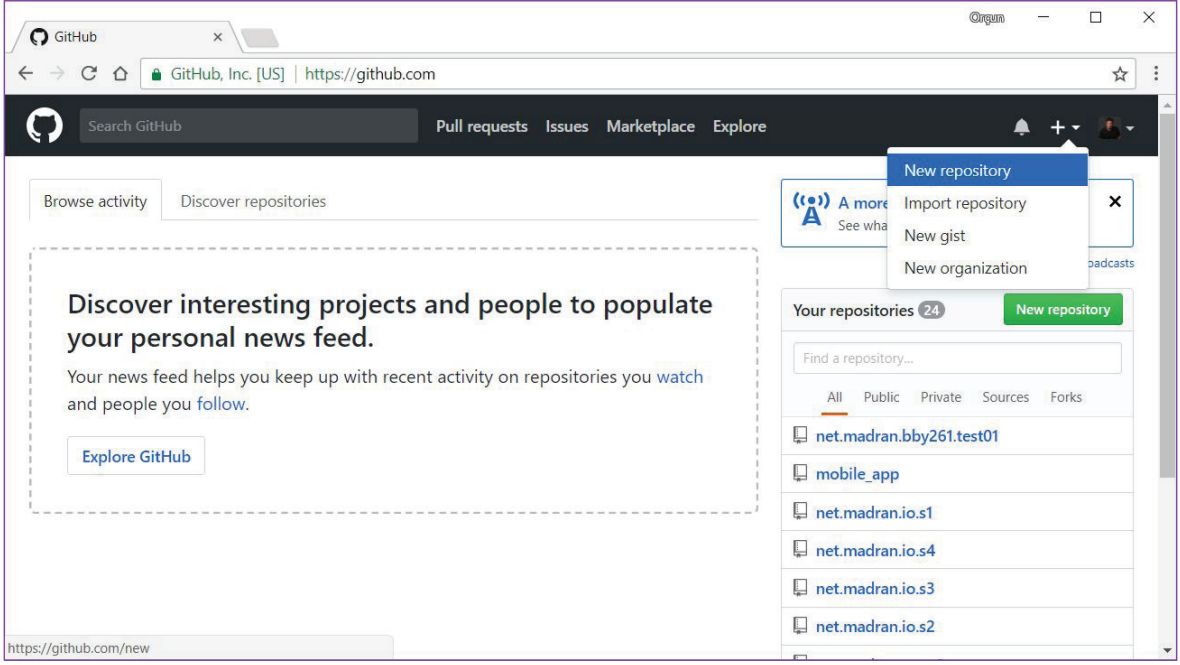 Orgun
GitHub
GitHub, Inc. [US] | https://github.com
Search GitHub
Pull requests Issues Marketplace Explore
New repository
Import repository
New gist
New organization
Browse activity Discover repositories
A more
See wha
oadcasts
Discover interesting projects and people to populate
your personal news feed.
Your news feed helps you keep up with recent activity on repositories you watch
and people you follow.
Explore GitHub
Your repositories 24 New repository
Find a repository...
All Public Private Sources Forks
net.madran.bby261.test01
mobile_app
net.madran.io.s1
net.madran.io.s4
net.madran.io.s3
net.madran.io.s2
https://github.com/new